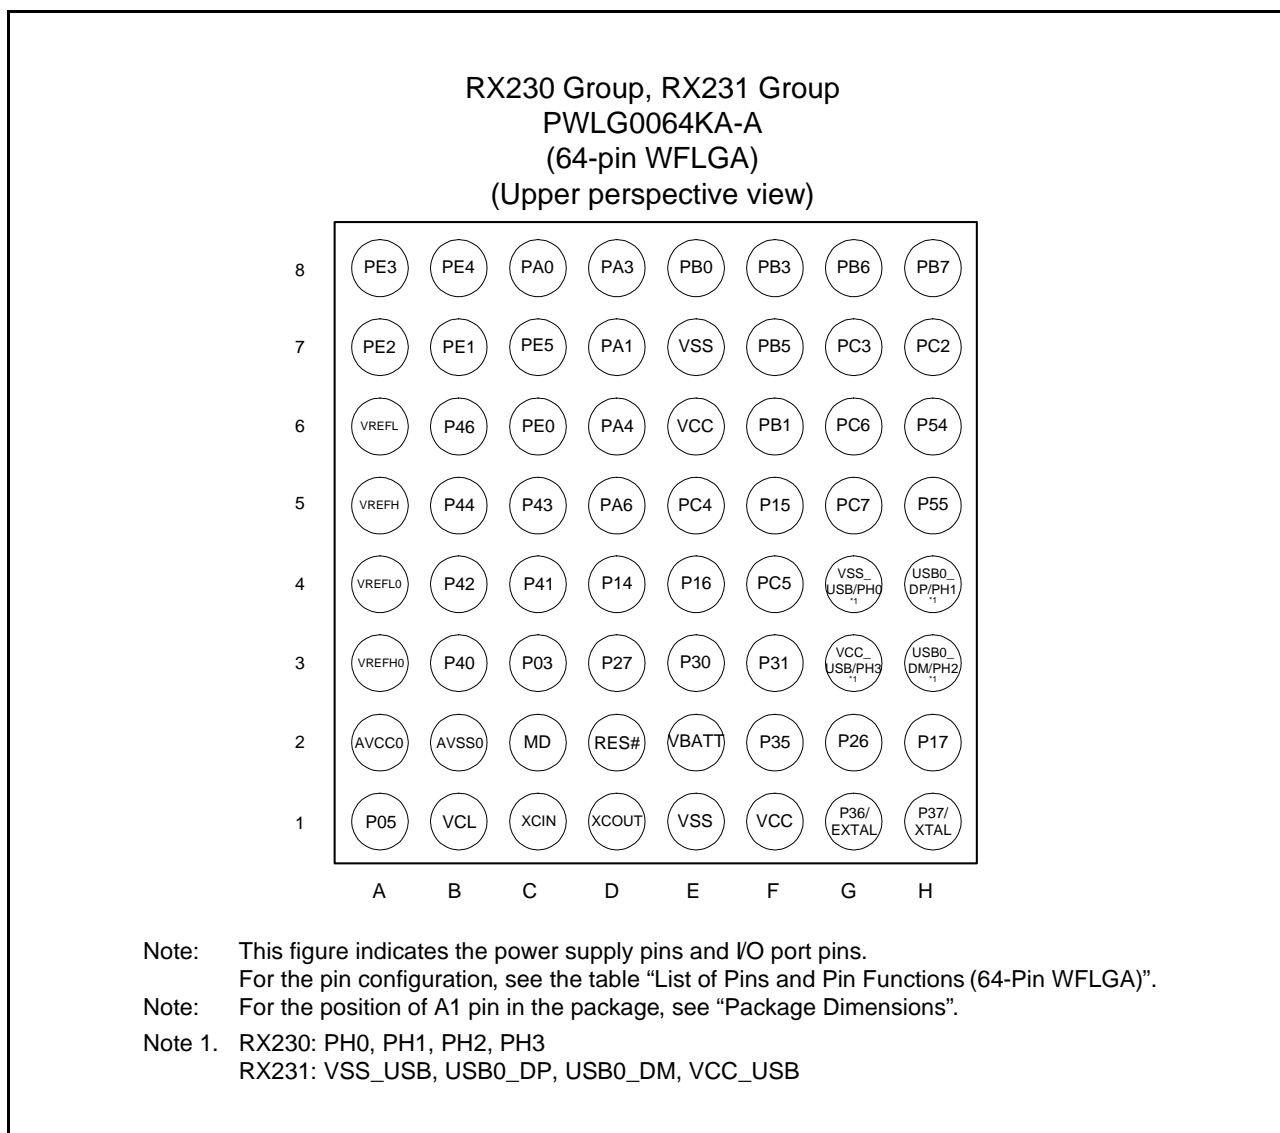 RX230 Group, RX231 Group
PWLG0064KA-A
(64-pin WFLGA)
(Upper perspective view)
8 PE3 PE4 PA0 PA3 PB0 PB3 PB6 PB7
7 PE2 PE1 PE5 PA1 VSS PB5 PC3 PC2
6 VREFL P46 PE0 PA4 VCC PB1 PC6 P54
5 VREFH P44 P43 PA6 PC4 P15 PC7 P55
4 VREFL0 P42 P41 P14 P16 PC5 VSS_USB/PH0 *1 USB0_DP/PH1 *1
3 VREFH0 P40 P03 P27 P30 P31 VCC_USB/PH3 *1 USB0_DM/PH2 *1
2 AVCC0 AVSS0 MD RES# VBATT P35 P26 P17
1 P05 VCL XCIN XCOUT VSS VCC P36/EXTAL P37/XTAL
A B C D E F G H
Note: This figure indicates the power supply pins and I/O port pins.
For the pin configuration, see the table “List of Pins and Pin Functions (64-Pin WFLGA)”.
Note: For the position of A1 pin in the package, see “Package Dimensions”.
Note 1. RX230: PH0, PH1, PH2, PH3
RX231: VSS_USB, USB0_DP, USB0_DM, VCC_USB